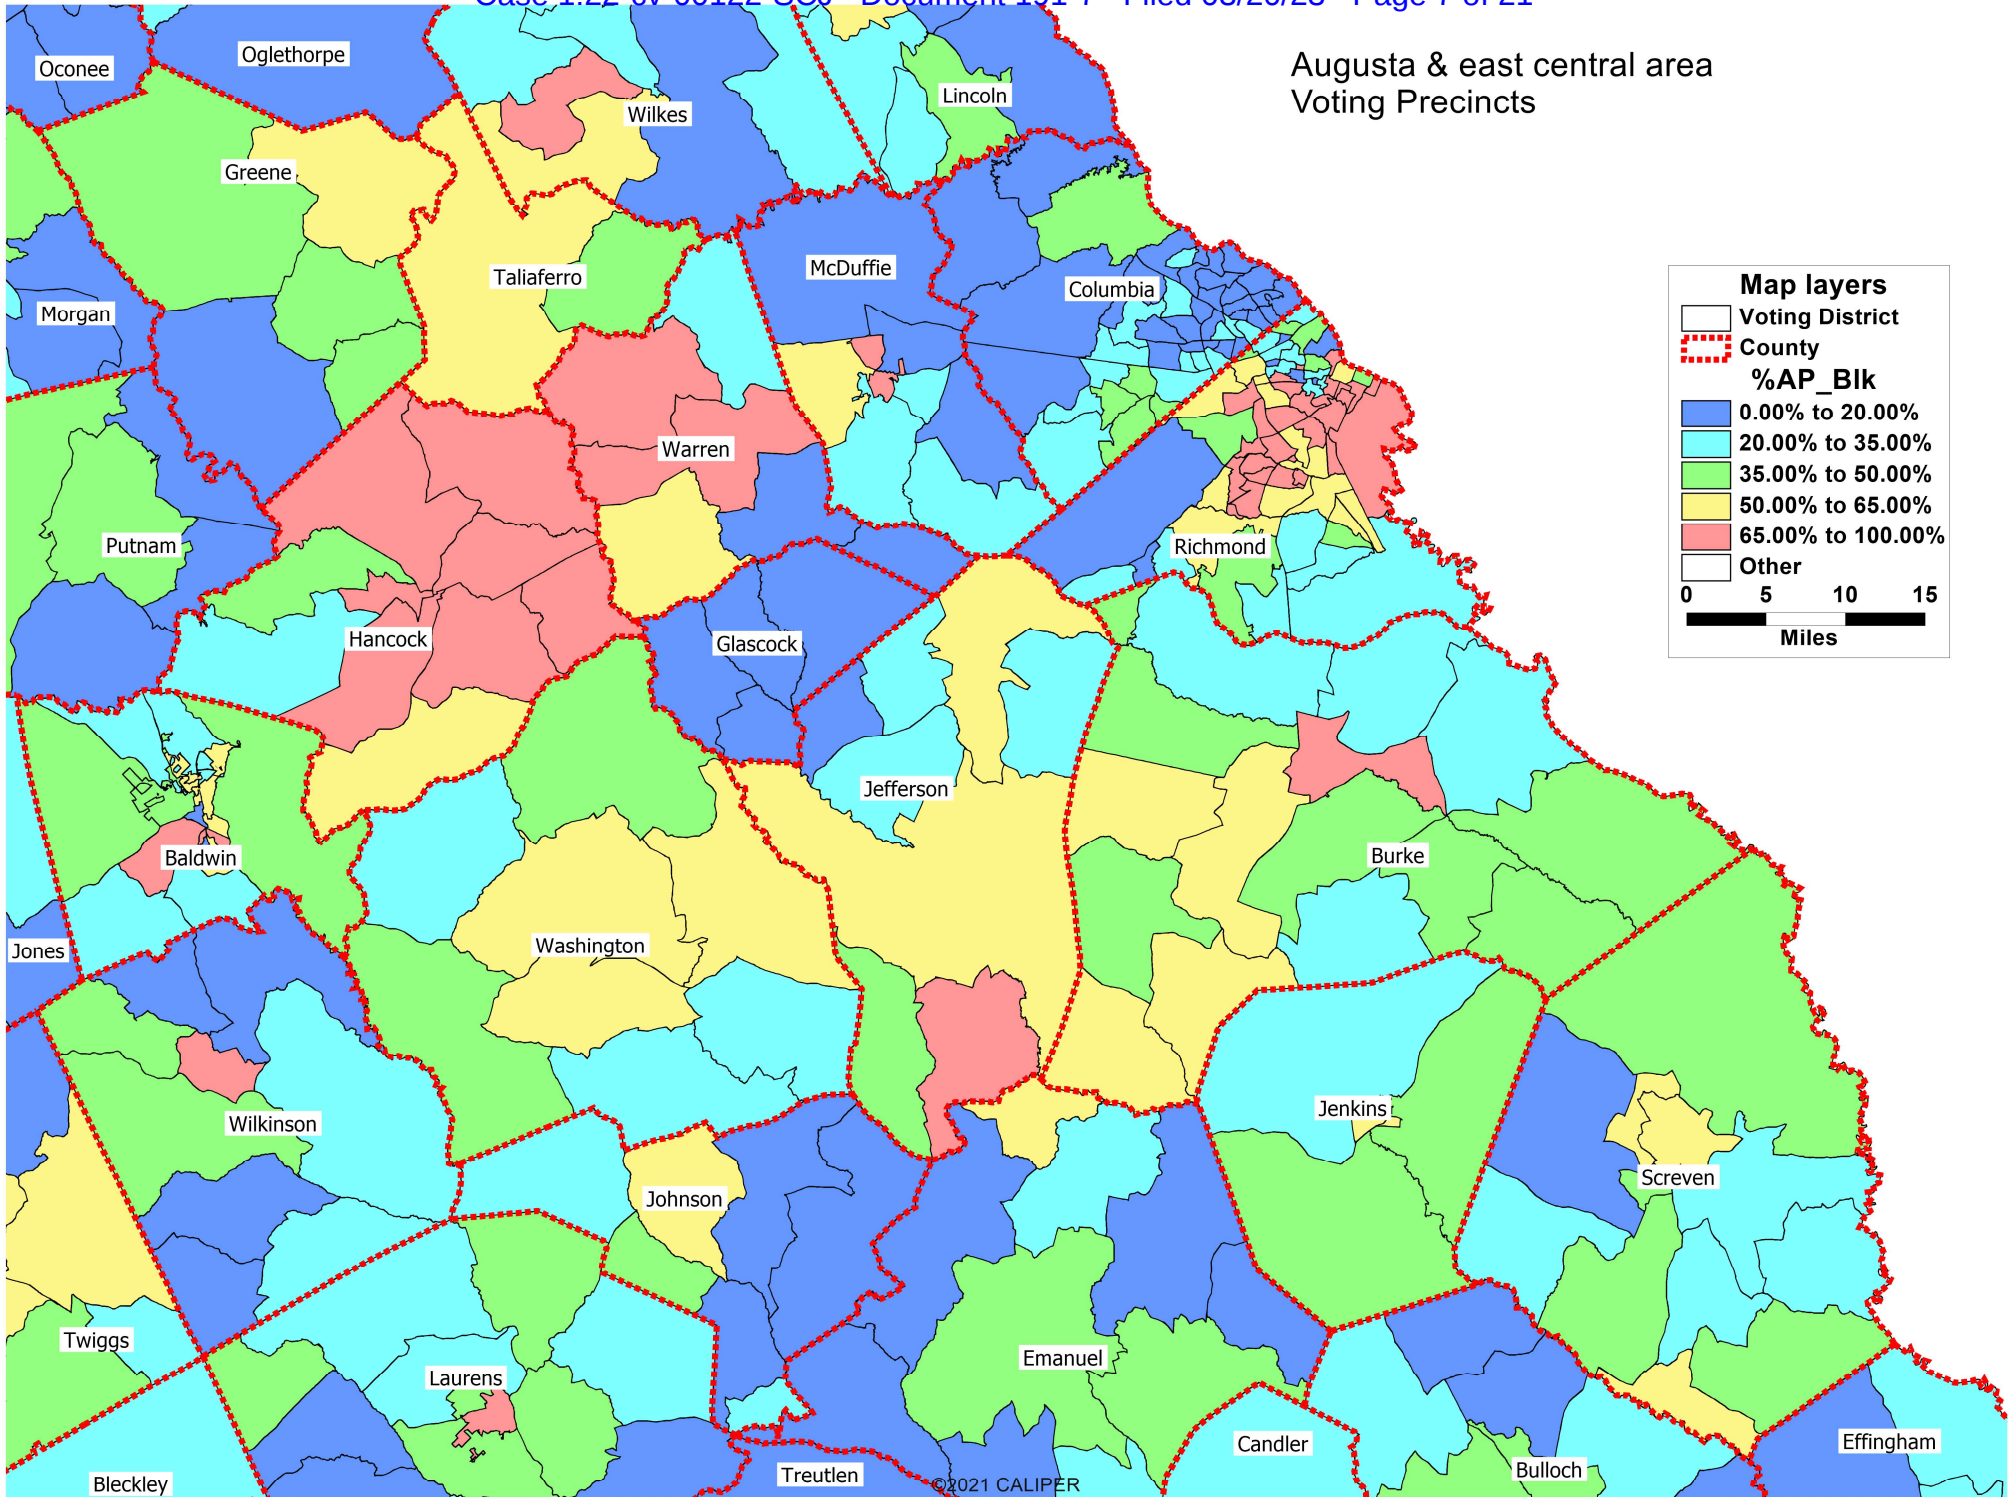 Augusta & east central area
Voting Precincts
Oconee
Oglethorpe
Wilkes
Lincoln
Greene
Taliaferro
McDuffie
Columbia
Morgan
Map layers
Voting District
County
%AP_Blk
0.00% to 20.00%
20.00% to 35.00%
35.00% to 50.00%
50.00% to 65.00%
65.00% to 100.00%
Other
0 5 10 15
Miles
Warren
Putnam
Richmond
Hancock
Glascock
Jefferson
Baldwin
Burke
Washington
Jones
Wilkinson
Jenkins
Johnson
Screven
Twiggs
Laurens
Emanuel
Candler
Effingham
Bleckley
Treutlen
Bulloch
©2021 CALIPER